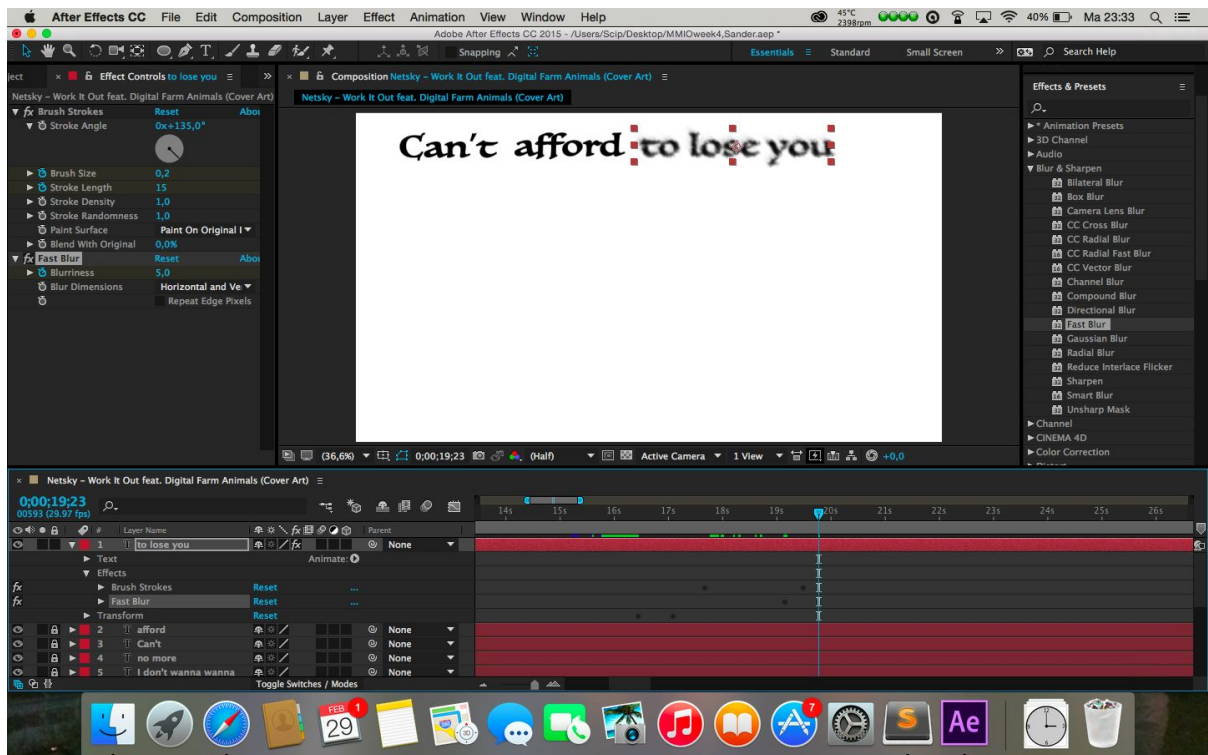 After Effects CC File Edit Composition Layer Effect Animation View Window Help 45°C 2398rpm 40% Ma 23:33
Adobe After Effects CC 2015 - /Users/Scip/Desktop/MMIOweek4,Sander.aep *
Snapping Essentials Standard Small Screen » Search Help
ject × Effect Controls to lose you » × Composition Netsky – Work It Out feat. Digital Farm Animals (Cover Art) Effects & Presets
Netsky – Work It Out feat. Digital Farm Animals (Cover Art) Netsky – Work It Out feat. Digital Farm Animals (Cover Art)
fx Brush Strokes Reset Abou
Stroke Angle 0x+135,0°
Brush Size 0,2
Stroke Length 15
Stroke Density 1,0
Stroke Randomness 1,0
Paint Surface Paint On Original I
Blend With Original 0,0%
fx Fast Blur Reset Abou
Blurriness 5,0
Blur Dimensions Horizontal and Ve
Repeat Edge Pixels
Can't afford to lose you
* Animation Presets
3D Channel
Audio
Blur & Sharpen
Bilateral Blur
Box Blur
Camera Lens Blur
CC Cross Blur
CC Radial Blur
CC Radial Fast Blur
CC Vector Blur
Channel Blur
Compound Blur
Directional Blur
Fast Blur
Gaussian Blur
Radial Blur
Reduce Interlace Flicker
Sharpen
Smart Blur
Unsharp Mask
Channel
CINEMA 4D
Color Correction
(36,6%) 0;00;19;23 (Half) Active Camera 1 View +0,0
× Netsky – Work It Out feat. Digital Farm Animals (Cover Art)
0;00;19;23
00593 (29.97 fps)
14s 15s 16s 17s 18s 19s 20s 21s 22s 23s 24s 25s 26s
# Layer Name Parent
1 T to lose you fx None
Text Animate:
Effects
fx Brush Strokes Reset ...
fx Fast Blur Reset ...
Transform Reset
2 T afford None
3 T Can't None
4 T no more None
5 T I don't wanna wanna None
Toggle Switches / Modes
FEB 29 1
7
S
Ae